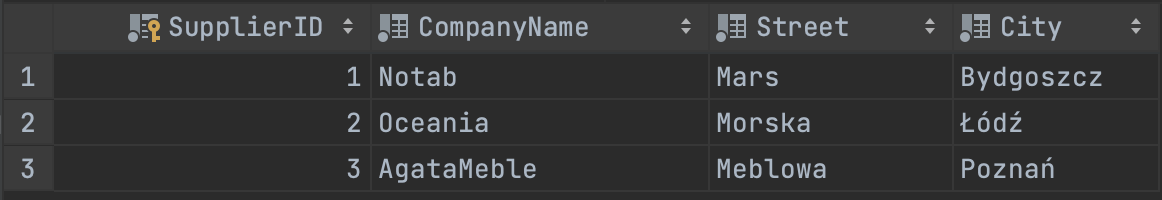 SupplierID CompanyName Street City
1 1 Notab Mars Bydgoszcz
2 2 Oceania Morska Łódź
3 3 AgataMeble Meblowa Poznań